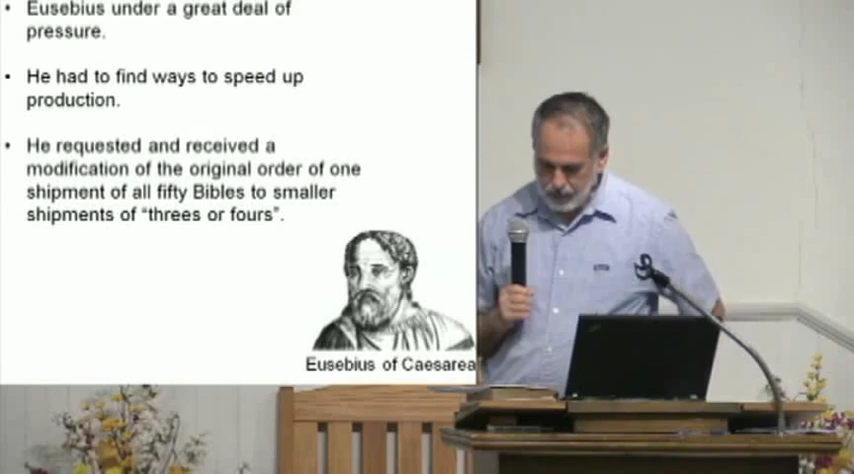 • Eusebius under a great deal of
pressure.
• He had to find ways to speed up
production.
• He requested and received a
modification of the original order of one
shipment of all fifty Bibles to smaller
shipments of “threes or fours”.
Eusebius of Caesarea